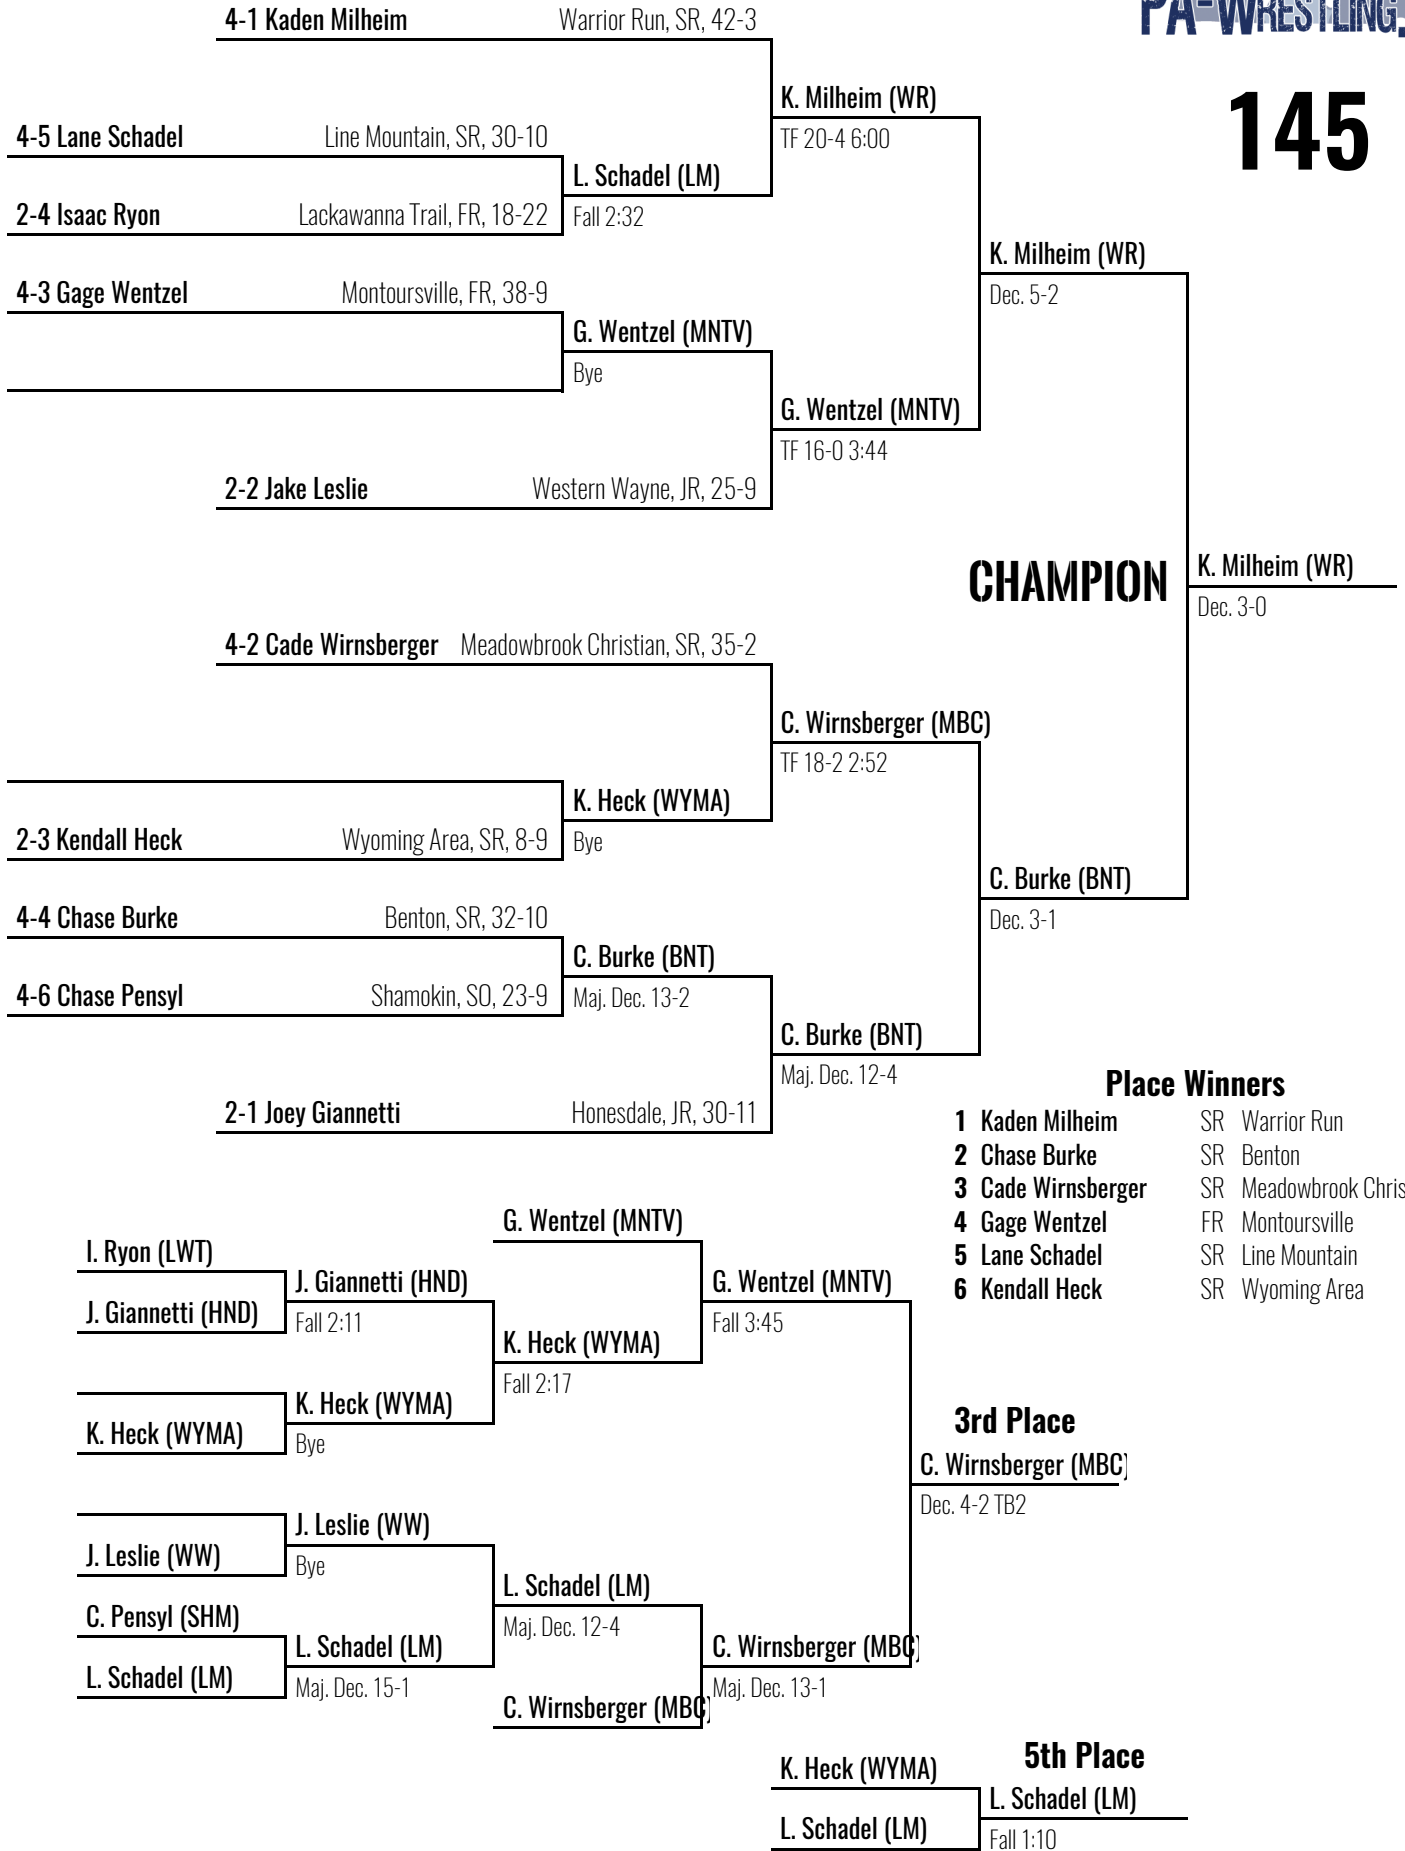 PA-WRESTLING.
145
4-1 Kaden Milheim Warrior Run, SR, 42-3
K. Milheim (WR)
TF 20-4 6:00
4-5 Lane Schadel Line Mountain, SR, 30-10
L. Schadel (LM)
Fall 2:32
2-4 Isaac Ryon Lackawanna Trail, FR, 18-22
K. Milheim (WR)
Dec. 5-2
4-3 Gage Wentzel Montoursville, FR, 38-9
G. Wentzel (MNTV)
Bye
G. Wentzel (MNTV)
TF 16-0 3:44
2-2 Jake Leslie Western Wayne, JR, 25-9
CHAMPION
K. Milheim (WR)
Dec. 3-0
4-2 Cade Wirnsberger Meadowbrook Christian, SR, 35-2
C. Wirnsberger (MBC)
TF 18-2 2:52
K. Heck (WYMA)
Bye
2-3 Kendall Heck Wyoming Area, SR, 8-9
C. Burke (BNT)
Dec. 3-1
4-4 Chase Burke Benton, SR, 32-10
C. Burke (BNT)
Maj. Dec. 13-2
4-6 Chase Pensyl Shamokin, SO, 23-9
C. Burke (BNT)
Maj. Dec. 12-4
2-1 Joey Giannetti Honesdale, JR, 30-11
Place Winners
1 Kaden Milheim SR Warrior Run
2 Chase Burke SR Benton
3 Cade Wirnsberger SR Meadowbrook Chris
4 Gage Wentzel FR Montoursville
5 Lane Schadel SR Line Mountain
6 Kendall Heck SR Wyoming Area
G. Wentzel (MNTV)
I. Ryon (LWT)
J. Giannetti (HND)
Fall 2:11
J. Giannetti (HND)
G. Wentzel (MNTV)
Fall 3:45
K. Heck (WYMA)
Fall 2:17
K. Heck (WYMA)
Bye
K. Heck (WYMA)
3rd Place
C. Wirnsberger (MBC)
Dec. 4-2 TB2
J. Leslie (WW)
Bye
J. Leslie (WW)
L. Schadel (LM)
Maj. Dec. 12-4
C. Pensyl (SHM)
L. Schadel (LM)
Maj. Dec. 15-1
L. Schadel (LM)
C. Wirnsberger (MBC)
Maj. Dec. 13-1
C. Wirnsberger (MBC)
5th Place
K. Heck (WYMA)
L. Schadel (LM)
Fall 1:10
L. Schadel (LM)